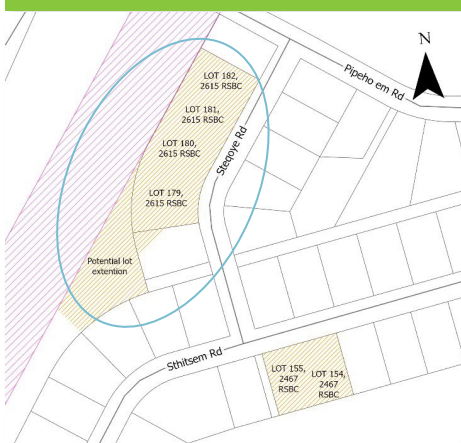 N
Pipeho em Rd
LOT 182,
2615 RSBC
LOT 181,
2615 RSBC
Steqoye Rd
LOT 180,
2615 RSBC
LOT 179,
2615 RSBC
Potential lot
extention
Sthitsem Rd
LOT 155,
2467
RSBC
LOT 154,
2467
RSBC